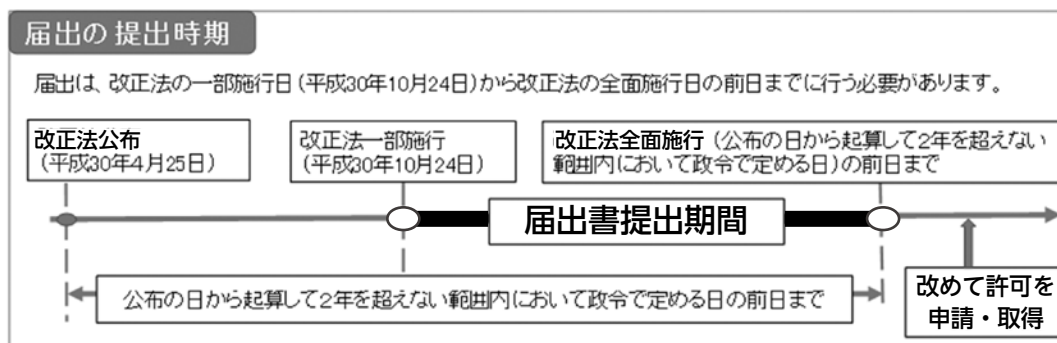 届出の提出時期
届出は、改正法の一部施行日(平成30年10月24日)から改正法の全面施行日の前日までに行う必要があります。
改正法公布
(平成30年4月25日)
改正法一部施行
(平成30年10月24日)
改正法全面施行(公布の日から起算して2年を超えない
範囲内において政令で定める日)の前日まで
届出書提出期間
公布の日から起算して2年を超えない範囲内において政令で定める日の前日まで
改めて許可を
申請・取得